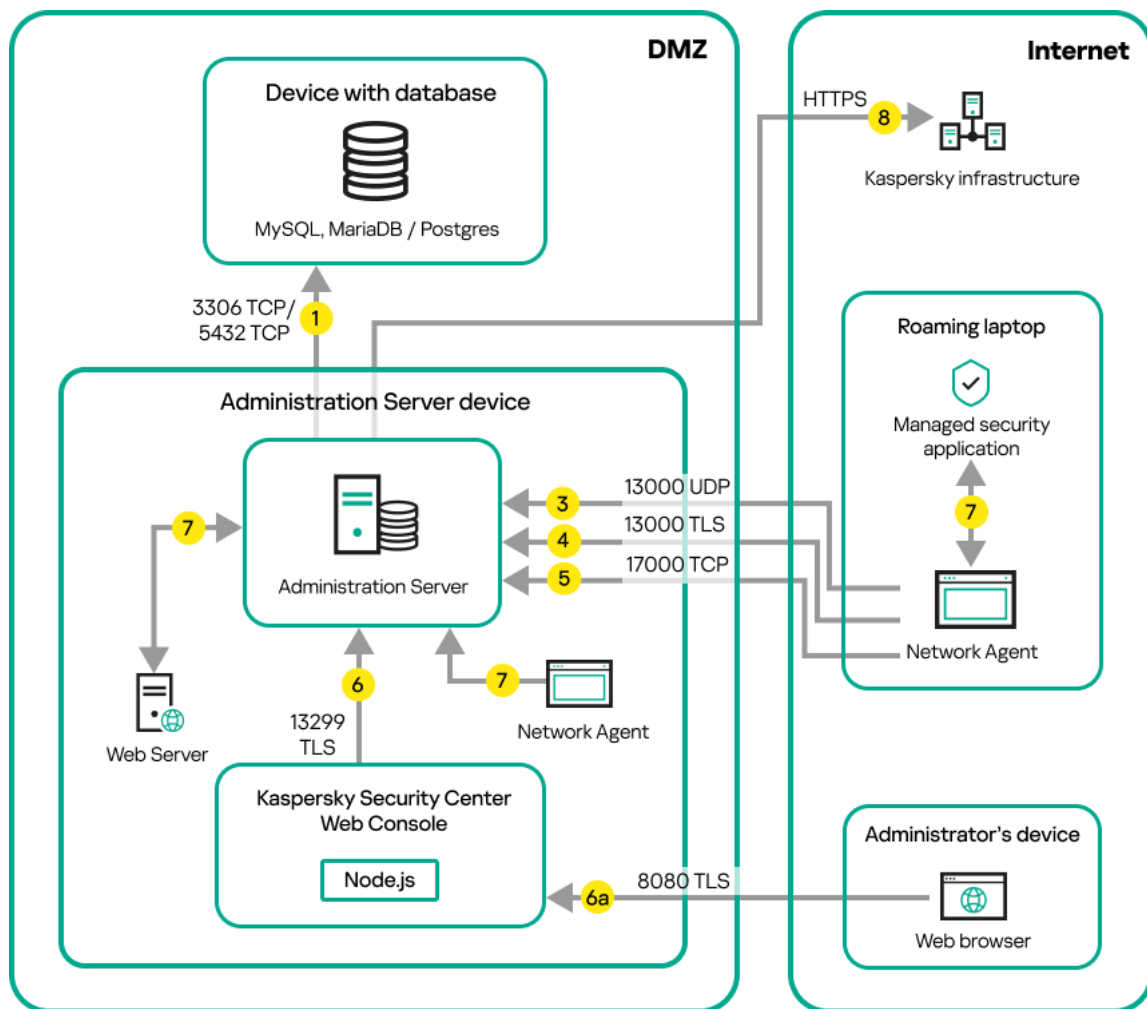 DMZ
Device with database
MySQL, MariaDB / Postgres
3306 TCP/
5432 TCP
1
Administration Server device
Administration Server
7
3
4
5
13000 UDP
13000 TLS
17000 TCP
Web Server
6
13299
TLS
7
Network Agent
Kaspersky Security Center
Web Console
Node.js
6a
8080 TLS
Internet
HTTPS
8
Kaspersky infrastructure
Roaming laptop
Managed security
application
7
Network Agent
Administrator's device
Web browser